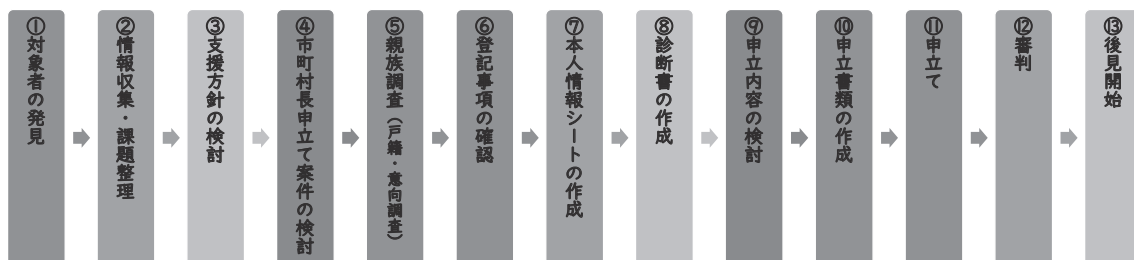 ①対象者の発見
②情報収集・課題整理
③支援方針の検討
④市町村長申立て案件の検討
⑤親族調査（戸籍・意向調査）
⑥登記事項の確認
⑦本人情報シートの作成
⑧診断書の作成
⑨申立内容の検討
⑩申立書類の作成
⑪申立て
⑫審判
⑬後見開始